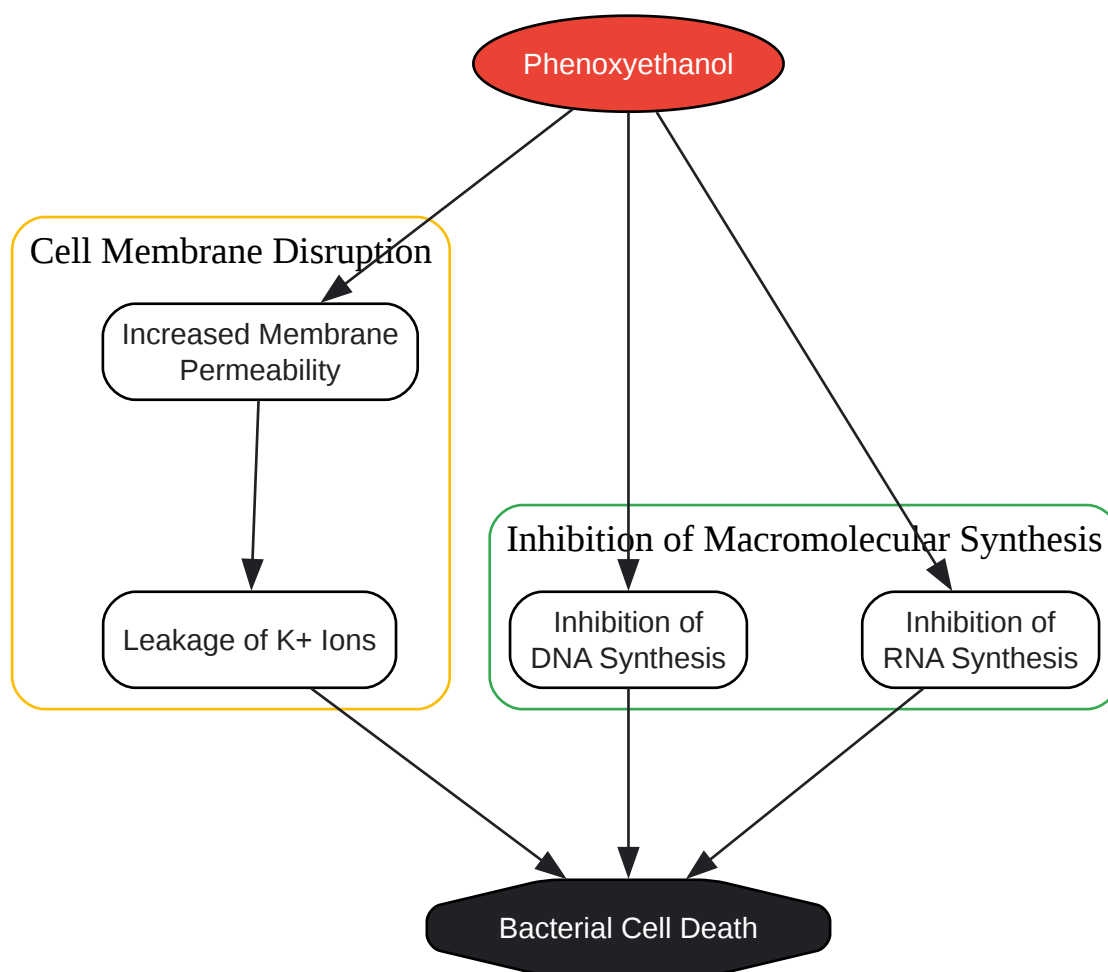 Phenoxyethanol
Cell Membrane Disruption
Increased Membrane
Permeability
Leakage of K+ Ions
Inhibition of Macromolecular Synthesis
Inhibition of
DNA Synthesis
Inhibition of
RNA Synthesis
Bacterial Cell Death